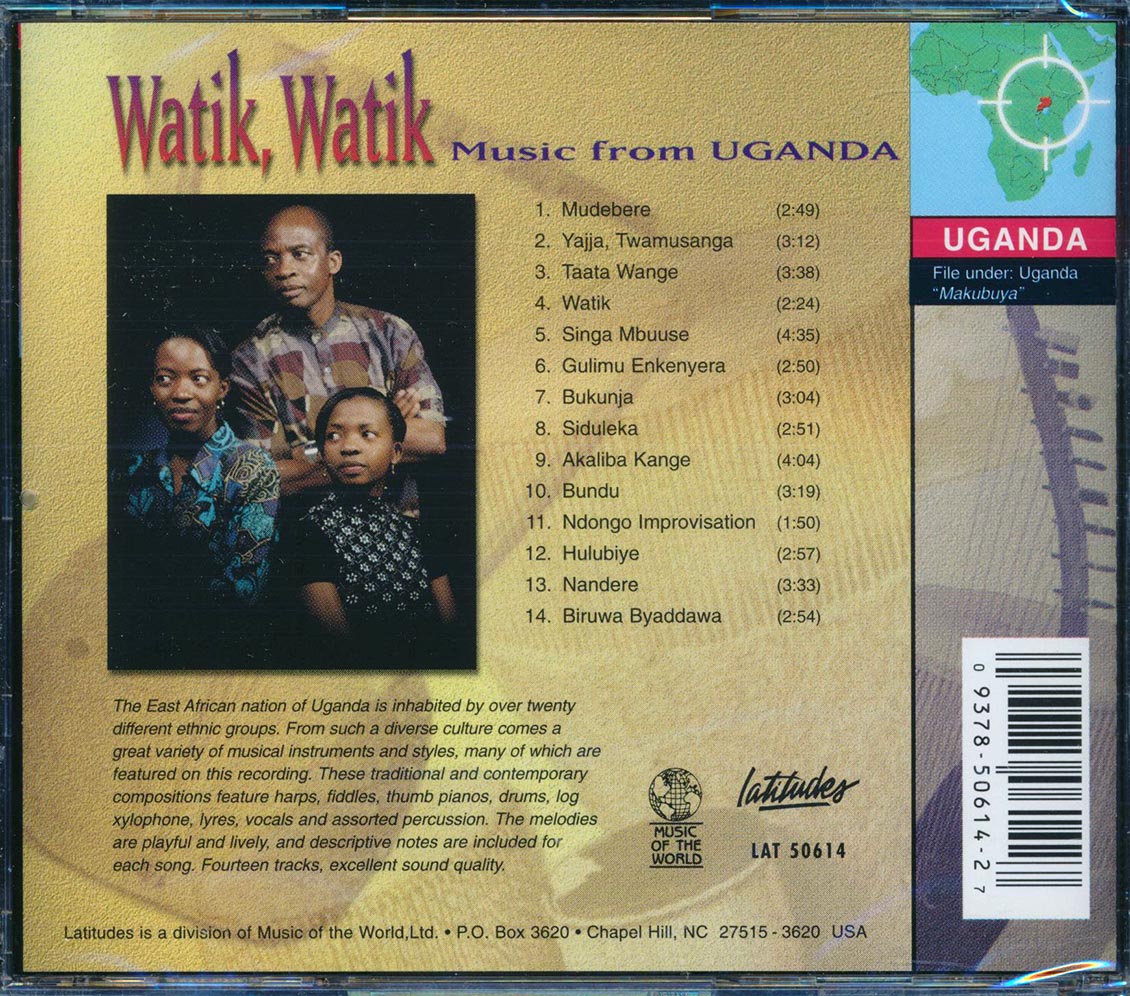 Watik, Watik Music from UGANDA
1. Mudebere (2:49)
2. Yajja, Twamusanga (3:12)
3. Taata Wange (3:38)
4. Watik (2:24)
5. Singa Mbuuse (4:35)
6. Gulimu Enkenyera (2:50)
7. Bukunja (3:04)
8. Siduleka (2:51)
9. Akaliba Kange (4:04)
10. Bundu (3:19)
11. Ndongo Improvisation (1:50)
12. Hulubiye (2:57)
13. Nandere (3:33)
14. Biruwa Byaddawa (2:54)
UGANDA
File under: Uganda
“Makubuya”
The East African nation of Uganda is inhabited by over twenty
different ethnic groups. From such a diverse culture comes a
great variety of musical instruments and styles, many of which are
featured on this recording. These traditional and contemporary
compositions feature harps, fiddles, thumb pianos, drums, log
xylophone, lyres, vocals and assorted percussion. The melodies
are playful and lively, and descriptive notes are included for
each song. Fourteen tracks, excellent sound quality.
MUSIC
OF THE
WORLD
latitudes
LAT 50614
0 9378-50614-2 7
Latitudes is a division of Music of the World,Ltd. • P.O. Box 3620 • Chapel Hill, NC 27515 - 3620 USA